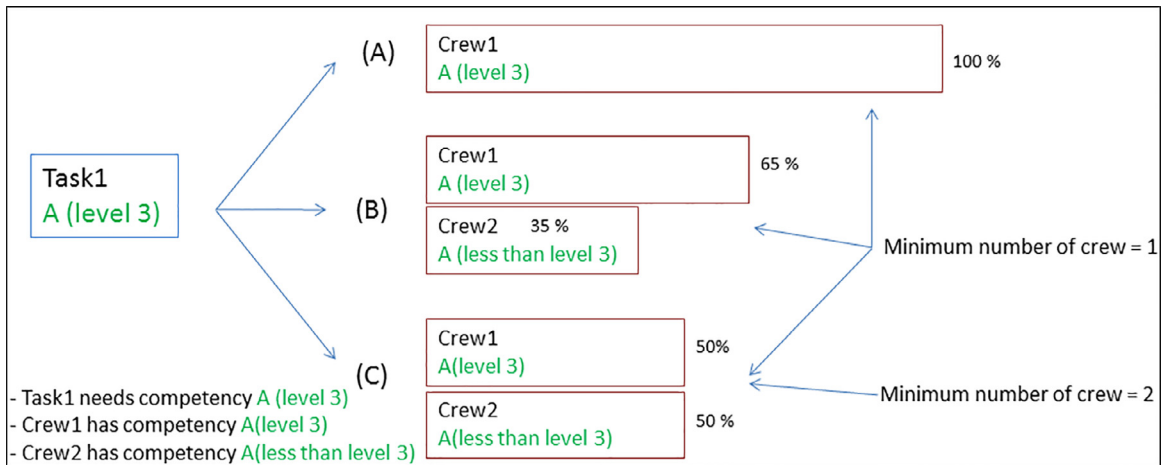 Task1
A (level 3)
(A)
Crew1
A (level 3)
100 %
(B)
Crew1
A (level 3)
65 %
Crew2 35 %
A (less than level 3)
Minimum number of crew = 1
(C)
Crew1
A(level 3)
50%
Crew2
A(less than level 3)
50 %
Minimum number of crew = 2
- Task1 needs competency A (level 3)
- Crew1 has competency A(level 3)
- Crew2 has competency A(less than level 3)